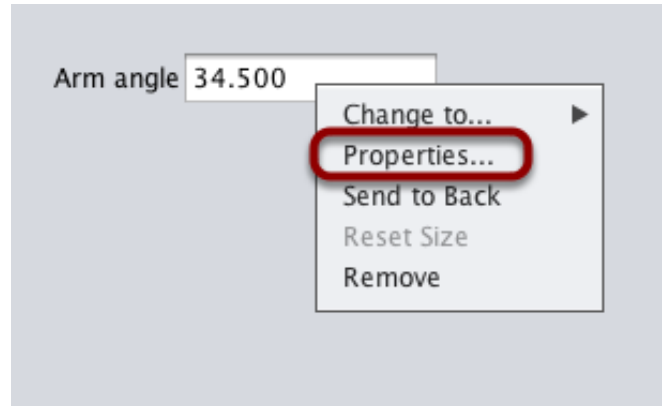 Arm angle 34.500
Change to...
Properties...
Send to Back
Reset Size
Remove